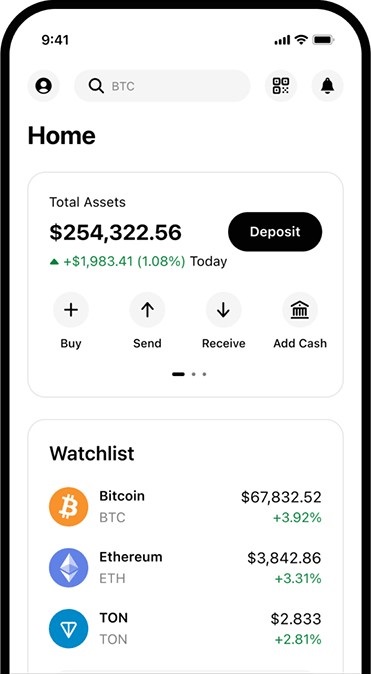 9:41
BTC
Home
Total Assets
$254,322.56
Deposit
+$1,983.41 (1.08%) Today
Buy Send Receive Add Cash
Watchlist
Bitcoin $67,832.52
BTC +3.92%
Ethereum $3,842.86
ETH +3.31%
TON $2.833
TON +2.81%